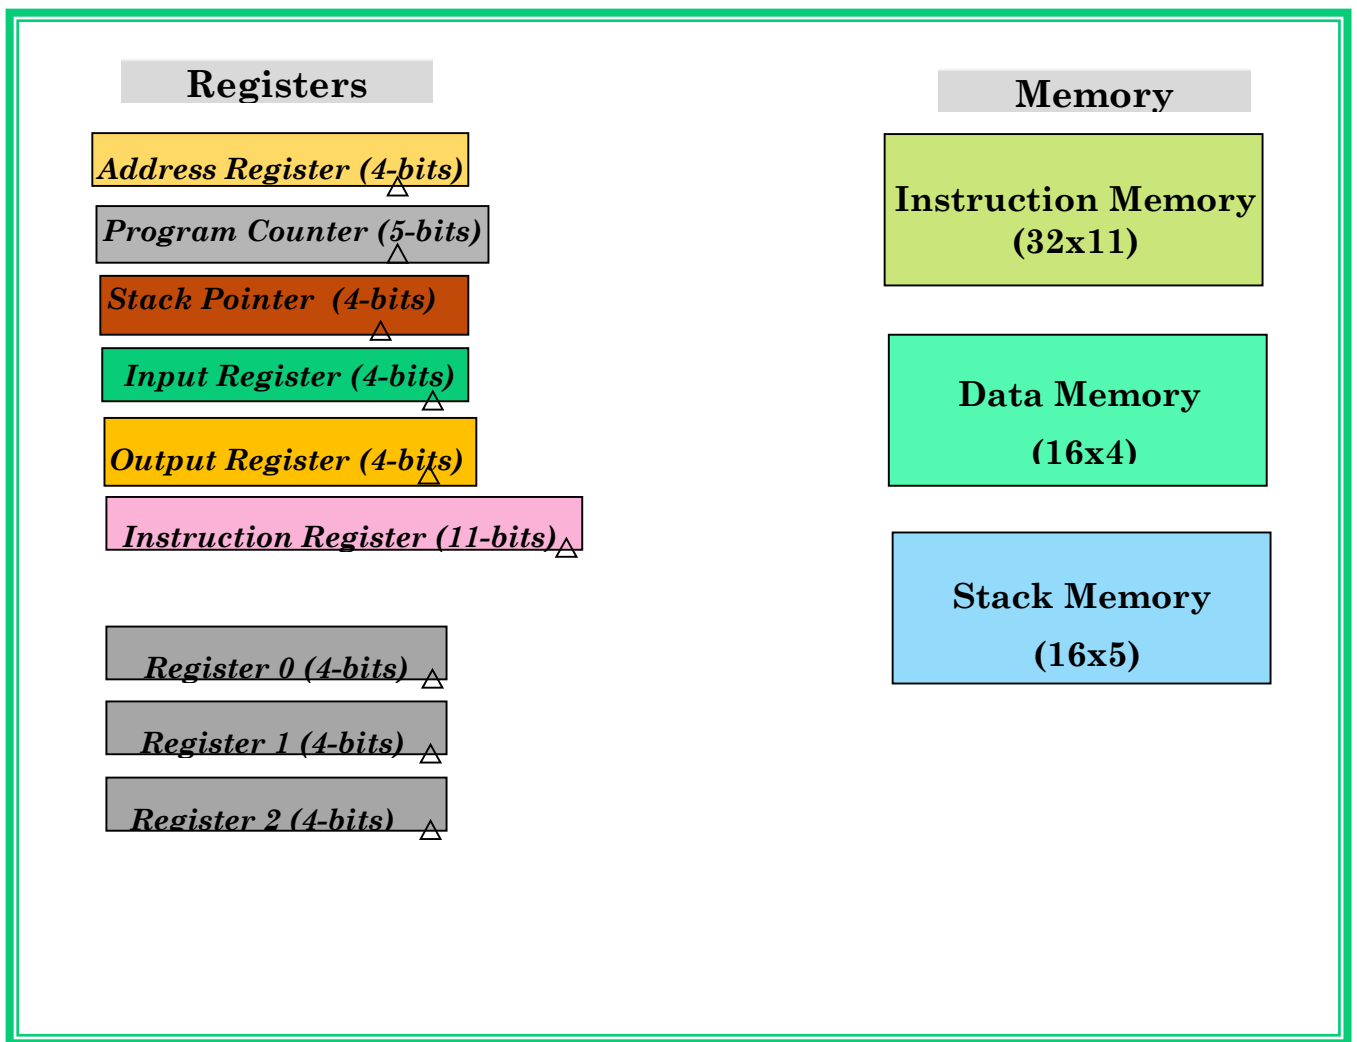 Registers
Address Register (4-bits)
Program Counter (5-bits)
Stack Pointer (4-bits)
Input Register (4-bits)
Output Register (4-bits)
Instruction Register (11-bits)
Register 0 (4-bits)
Register 1 (4-bits)
Register 2 (4-bits)
Memory
Instruction Memory
(32x11)
Data Memory
(16x4)
Stack Memory
(16x5)